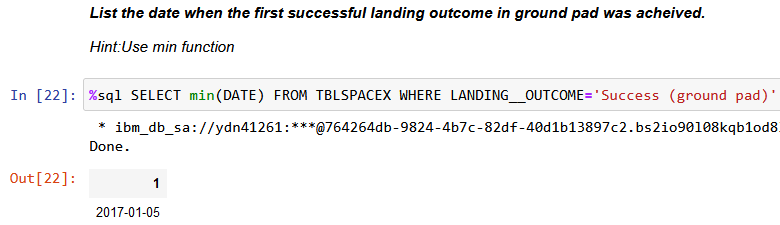 List the date when the first successful landing outcome in ground pad was acheived.
Hint:Use min function
In [22]: %sql SELECT min(DATE) FROM TBLSPACEX WHERE LANDING__OUTCOME='Success (ground pad)'
* ibm_db_sa://ydn41261:***@764264db-9824-4b7c-82df-40d1b13897c2.bs2io90l08kqb1od8
Done.
Out[22]: 1
2017-01-05